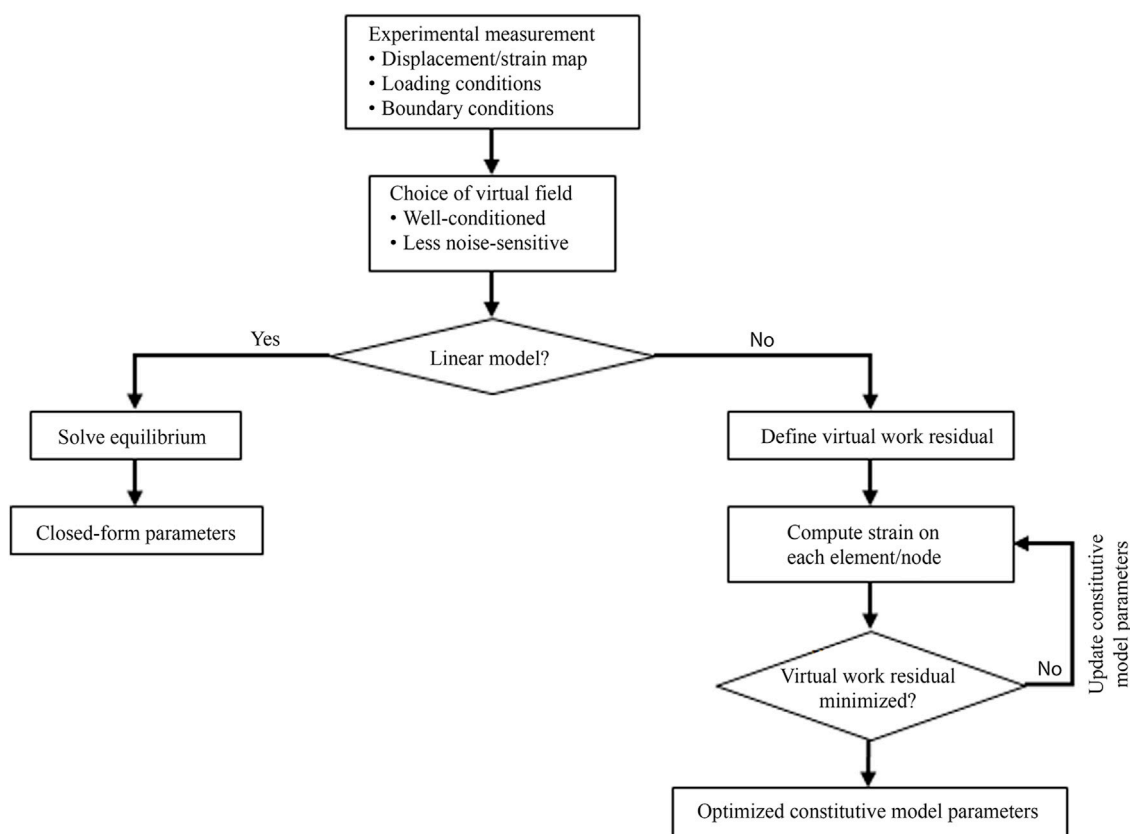 Experimental measurement
• Displacement/strain map
• Loading conditions
• Boundary conditions
Choice of virtual field
• Well-conditioned
• Less noise-sensitive
Yes
Linear model?
No
Solve equilibrium
Closed-form parameters
Define virtual work residual
Compute strain on
each element/node
Update constitutive
model parameters
Virtual work residual
minimized?
No
Optimized constitutive model parameters